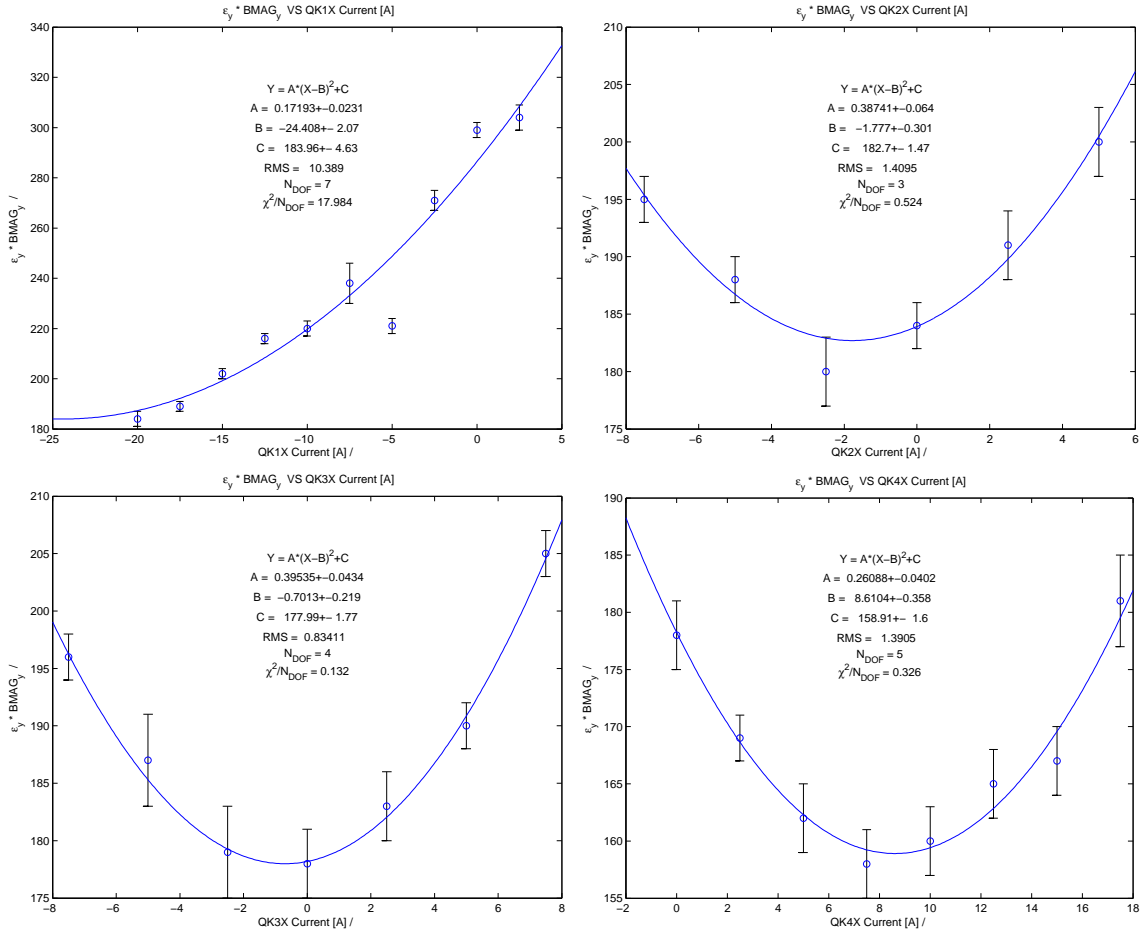 ε_y * BMAG_y VS QK1X Current [A]
340
320
300
280
260
240
220
200
180
ε_y * BMAG_y /
Y = A*(X−B)^2+C
A = 0.17193+−0.0231
B = −24.408+− 2.07
C = 183.96+− 4.63
RMS = 10.389
N_DOF = 7
χ^2/N_DOF = 17.984
−25 −20 −15 −10 −5 0 5
QK1X Current [A] /
ε_y * BMAG_y VS QK2X Current [A]
210
205
200
195
190
185
180
175
ε_y * BMAG_y /
Y = A*(X−B)^2+C
A = 0.38741+−0.064
B = −1.777+−0.301
C = 182.7+− 1.47
RMS = 1.4095
N_DOF = 3
χ^2/N_DOF = 0.524
−8 −6 −4 −2 0 2 4 6
QK2X Current [A] /
ε_y * BMAG_y VS QK3X Current [A]
210
205
200
195
190
185
180
175
ε_y * BMAG_y /
Y = A*(X−B)^2+C
A = 0.39535+−0.0434
B = −0.7013+−0.219
C = 177.99+− 1.77
RMS = 0.83411
N_DOF = 4
χ^2/N_DOF = 0.132
−8 −6 −4 −2 0 2 4 6 8
QK3X Current [A] /
ε_y * BMAG_y VS QK4X Current [A]
190
185
180
175
170
165
160
155
ε_y * BMAG_y /
Y = A*(X−B)^2+C
A = 0.26088+−0.0402
B = 8.6104+−0.358
C = 158.91+− 1.6
RMS = 1.3905
N_DOF = 5
χ^2/N_DOF = 0.326
−2 0 2 4 6 8 10 12 14 16 18
QK4X Current [A] /